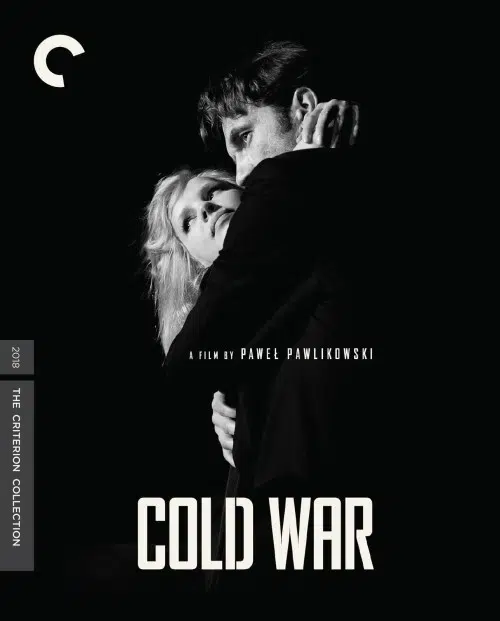 A FILM BY PAWEŁ PAWLIKOWSKI
2018
THE CRITERION COLLECTION
COLD WAR